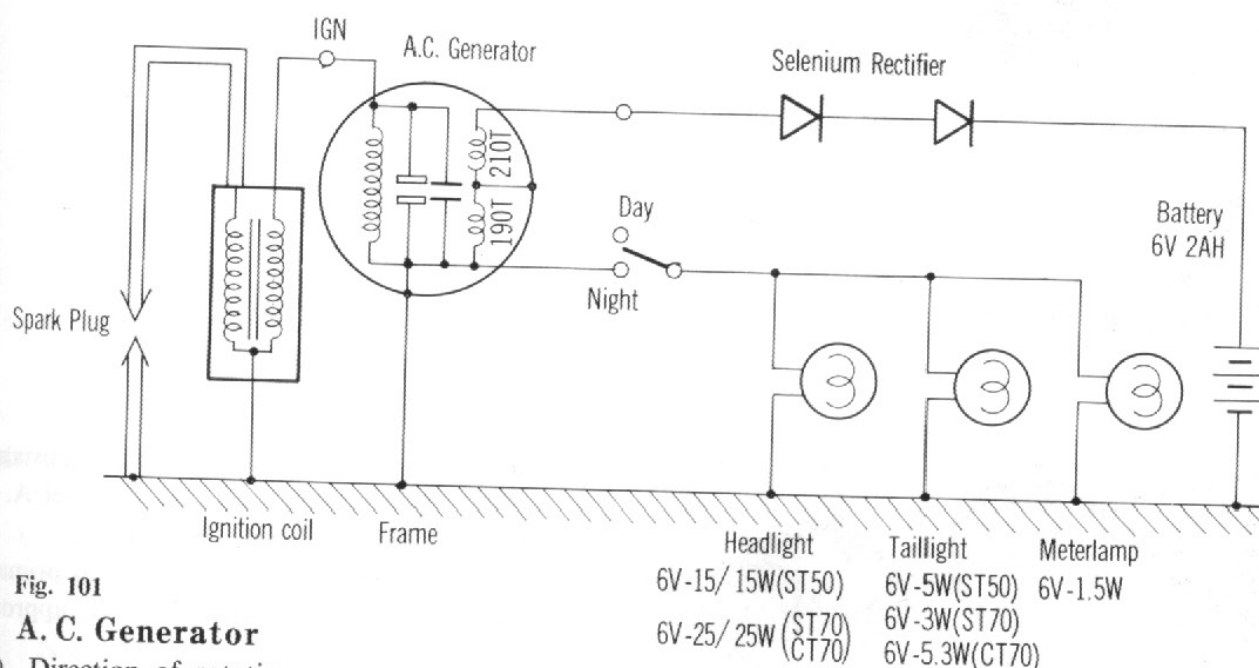 IGN
A.C. Generator
Selenium Rectifier
210T
190T
Day
Night
Battery
6V 2AH
Spark Plug
Ignition coil
Frame
Headlight
6V-15/15W(ST50)
6V-25/25W (ST70
CT70)
Taillight
6V-5W(ST50)
6V-3W(ST70)
6V-5.3W(CT70)
Meterlamp
6V-1.5W
Fig. 101
A. C. Generator
Direction of